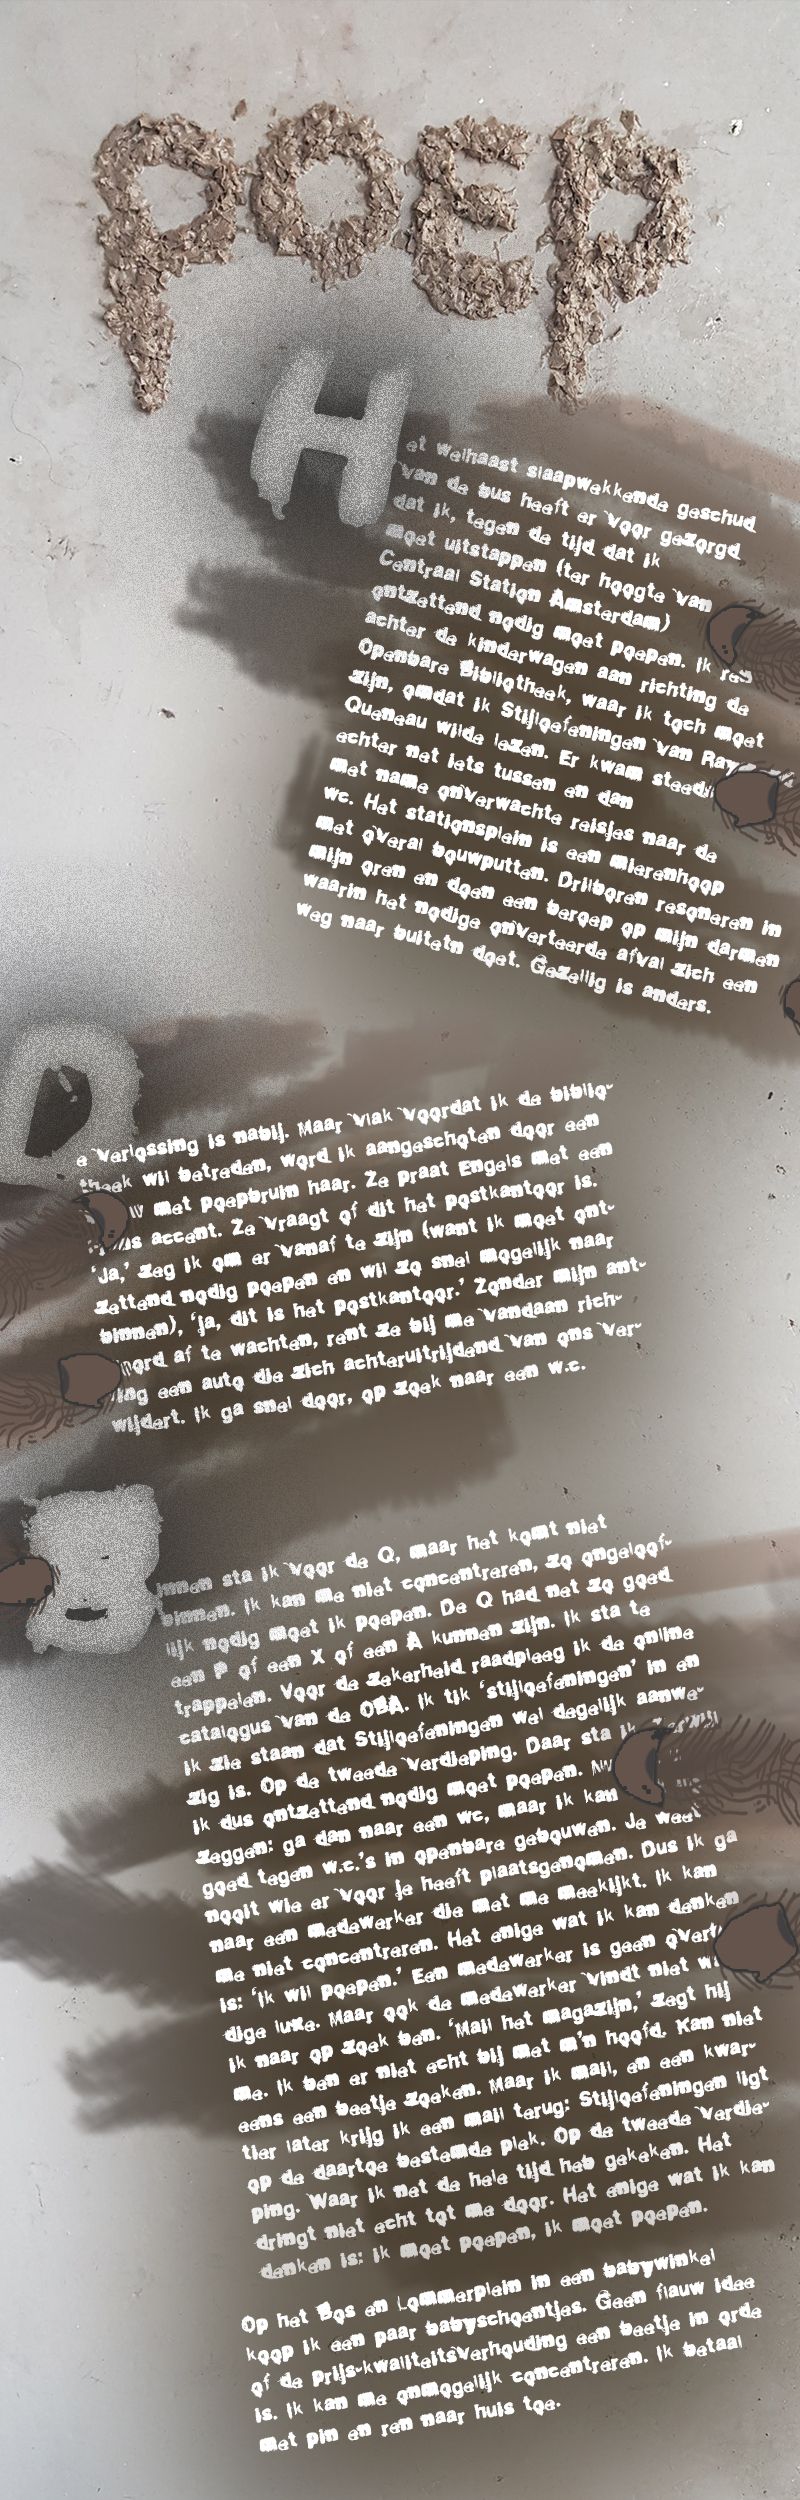 POEP
Het welhaast slaapwekkende geschud
van de bus heeft er voor gezorgd
dat ik, tegen de tijd dat ik
moet uitstappen (ter hoogte van
Centraal Station Amsterdam)
ontzettend nodig moet poepen. Ik ren
achter de kinderwagen aan richting de
Openbare Bibliotheek, waar ik toch moet
zijn, omdat ik Stijloefeningen van Ray
Queneau wilde lezen. Er kwam steeds
echter net iets tussen en dan
met name onverwachte reisjes naar de
wc. Het stationsplein is een mierenhoop
met overal bouwputten. Drilboren resoneren in
mijn oren en doen een beroep op mijn darmen
waarin het nodige onverteerde afval zich een
weg naar buitetn doet. Gezellig is anders.
De verlossing is nabij. Maar vlak voordat ik de biblio-
theek wil betreden, word ik aangeschoten door een
met poepbruin haar. Ze praat Engels met een
accent. Ze vraagt of dit het postkantoor is.
'Ja,' zeg ik om er vanaf te zijn (want ik moet ont-
zettend nodig poepen en wil zo snel mogelijk naar
binnen), 'ja, dit is het postkantoor.' Zonder mijn ant-
woord af te wachten, rent ze bij me vandaan rich-
ting een auto die zich achteruitrijdend van ons ver-
wijdert. Ik ga snel door, op zoek naar een w.c.
Binnen sta ik voor de Q, maar het komt niet
binnen. Ik kan me niet concentreren, zo ongeloof-
lijk nodig moet ik poepen. De Q had net zo goed
een P of een X of een A kunnen zijn. Ik sta te
trappelen. Voor de zekerheid raadpleeg ik de online
catalogus van de OBA. Ik tik 'stijloefeningen' in en
ik zie staan dat Stijloefeningen wel degelijk aanwe-
zig is. Op de tweede verdieping. Daar sta ik
ik dus ontzettend nodig moet poepen.
zeggen: ga dan naar een wc, maar ik kan
goed tegen w.c.'s in openbare gebouwen. Je weet
nooit wie er voor je heeft plaatsgenomen. Dus ik ga
naar een medewerker die met me meekijkt. Ik kan
me niet concentreren. Het enige wat ik kan denken
is: 'Ik wil poepen.' Een medewerker is geen overbo
dige luxe. Maar ook de medewerker vindt niet
ik naar op zoek ben. 'Mail het magazijn,' zegt hij
me. Ik ben er niet echt bij met m'n hoofd. Kan niet
eens een beetje zoeken. Maar ik mail, en een kwar-
tier later krijg ik een mail terug: Stijloefeningen ligt
op de daartoe bestemde plek. Op de tweede verdie-
ping. Waar ik net de hele tijd heb gekeken. Het
dringt niet echt tot me door. Het enige wat ik kan
denken is: ik moet poepen, ik moet poepen.
Op het Bos en Lommerplein in een babywinkel
koop ik een paar babyschoentjes. Geen flauw idee
of de prijs-kwaliteitsverhouding een beetje in orde
is. Ik kan me onmogelijk concentreren. Ik betaal
met pin en ren naar huis toe.